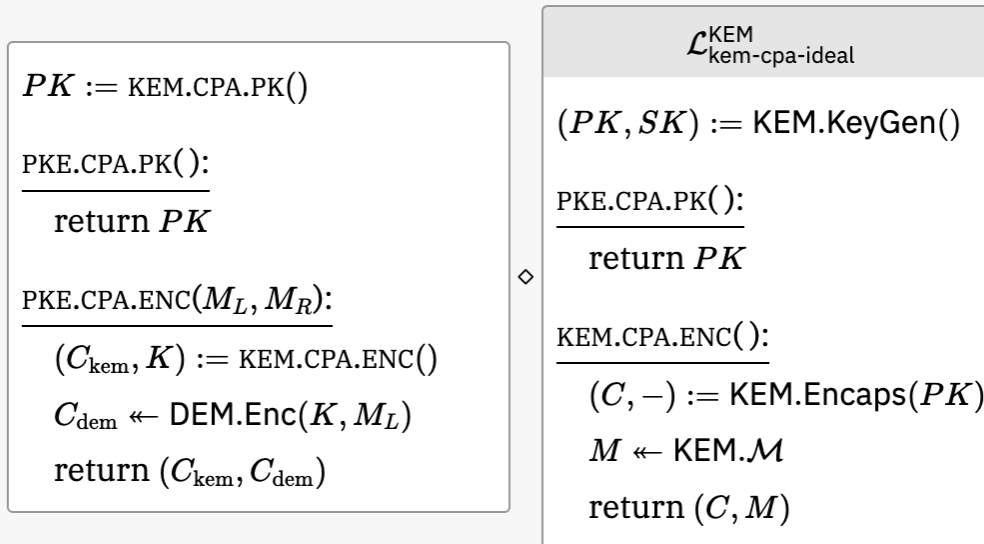 PK := KEM.CPA.PK()
PKE.CPA.PK():
return PK
PKE.CPA.ENC(M_L, M_R):
(C_kem, K) := KEM.CPA.ENC()
C_dem ↞ DEM.Enc(K, M_L)
return (C_kem, C_dem)
⋄
𝓛^KEM_kem-cpa-ideal
(PK, SK) := KEM.KeyGen()
PKE.CPA.PK():
return PK
KEM.CPA.ENC():
(C, −) := KEM.Encaps(PK)
M ↞ KEM.𝓜
return (C, M)